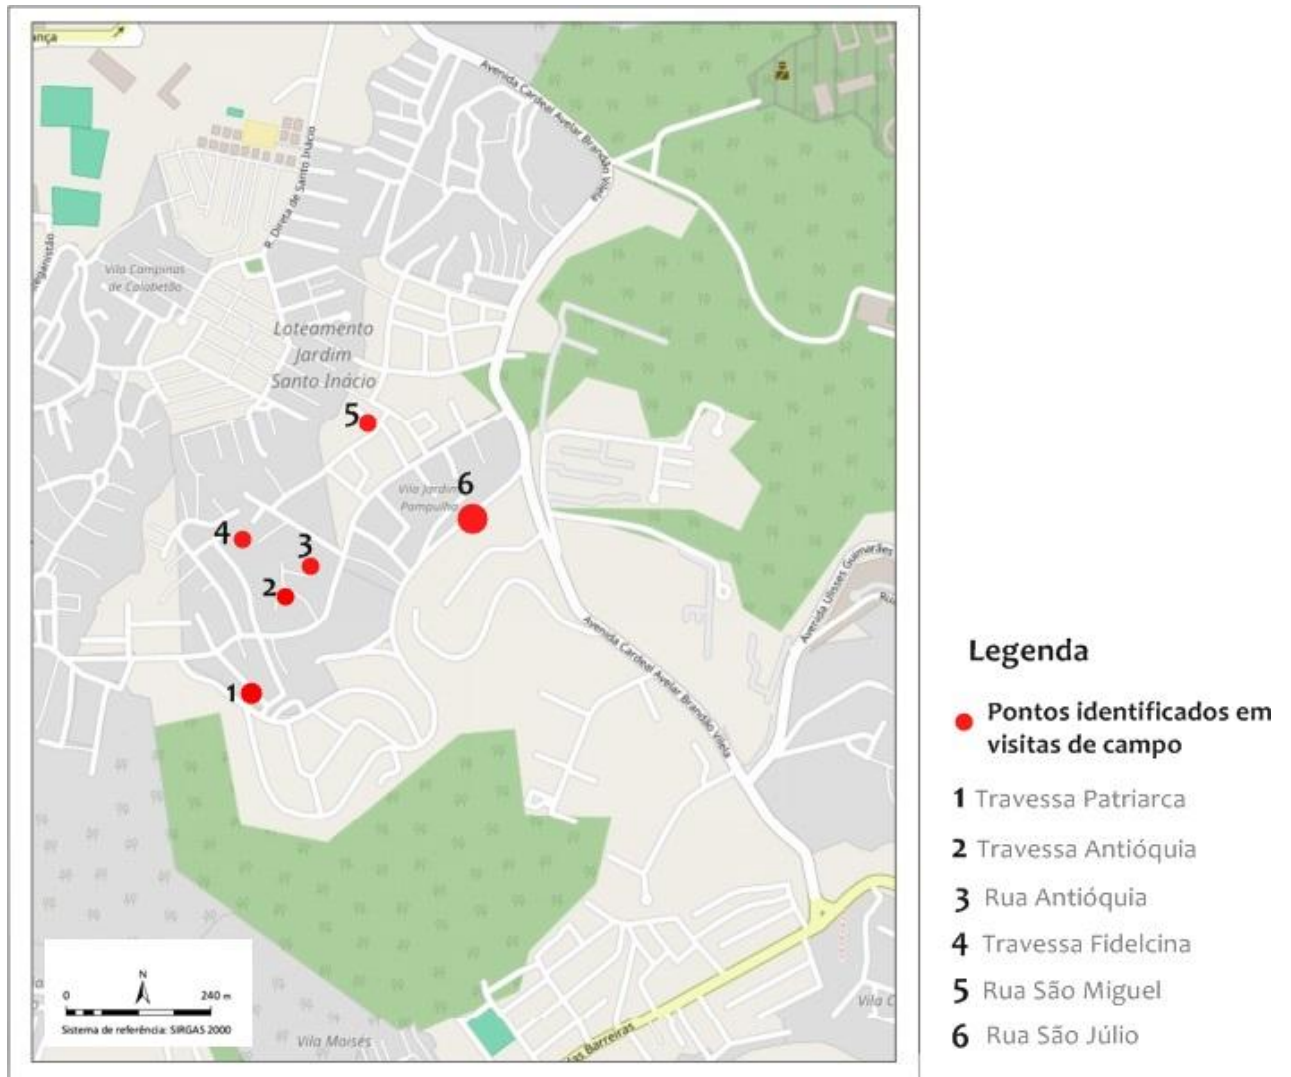 ança
Avenida Cardeal Avelar Brandão Vilela
R. Direta de Santo Inácio
Vila Campinas
de Calabetão
Loteamento
Jardim
Santo Inácio
5
Vila Jardim
Pampulha
6
4
3
2
1
Avenida Ulisses Guimarães
Rua
Avenida Cardeal Avelar Brandão Vilela
N
0 240 m
Sistema de referência: SIRGAS 2000
Vila Moisés
das Barreiras
Vila C
Legenda
Pontos identificados em
visitas de campo
1 Travessa Patriarca
2 Travessa Antióquia
3 Rua Antióquia
4 Travessa Fidelcina
5 Rua São Miguel
6 Rua São Júlio